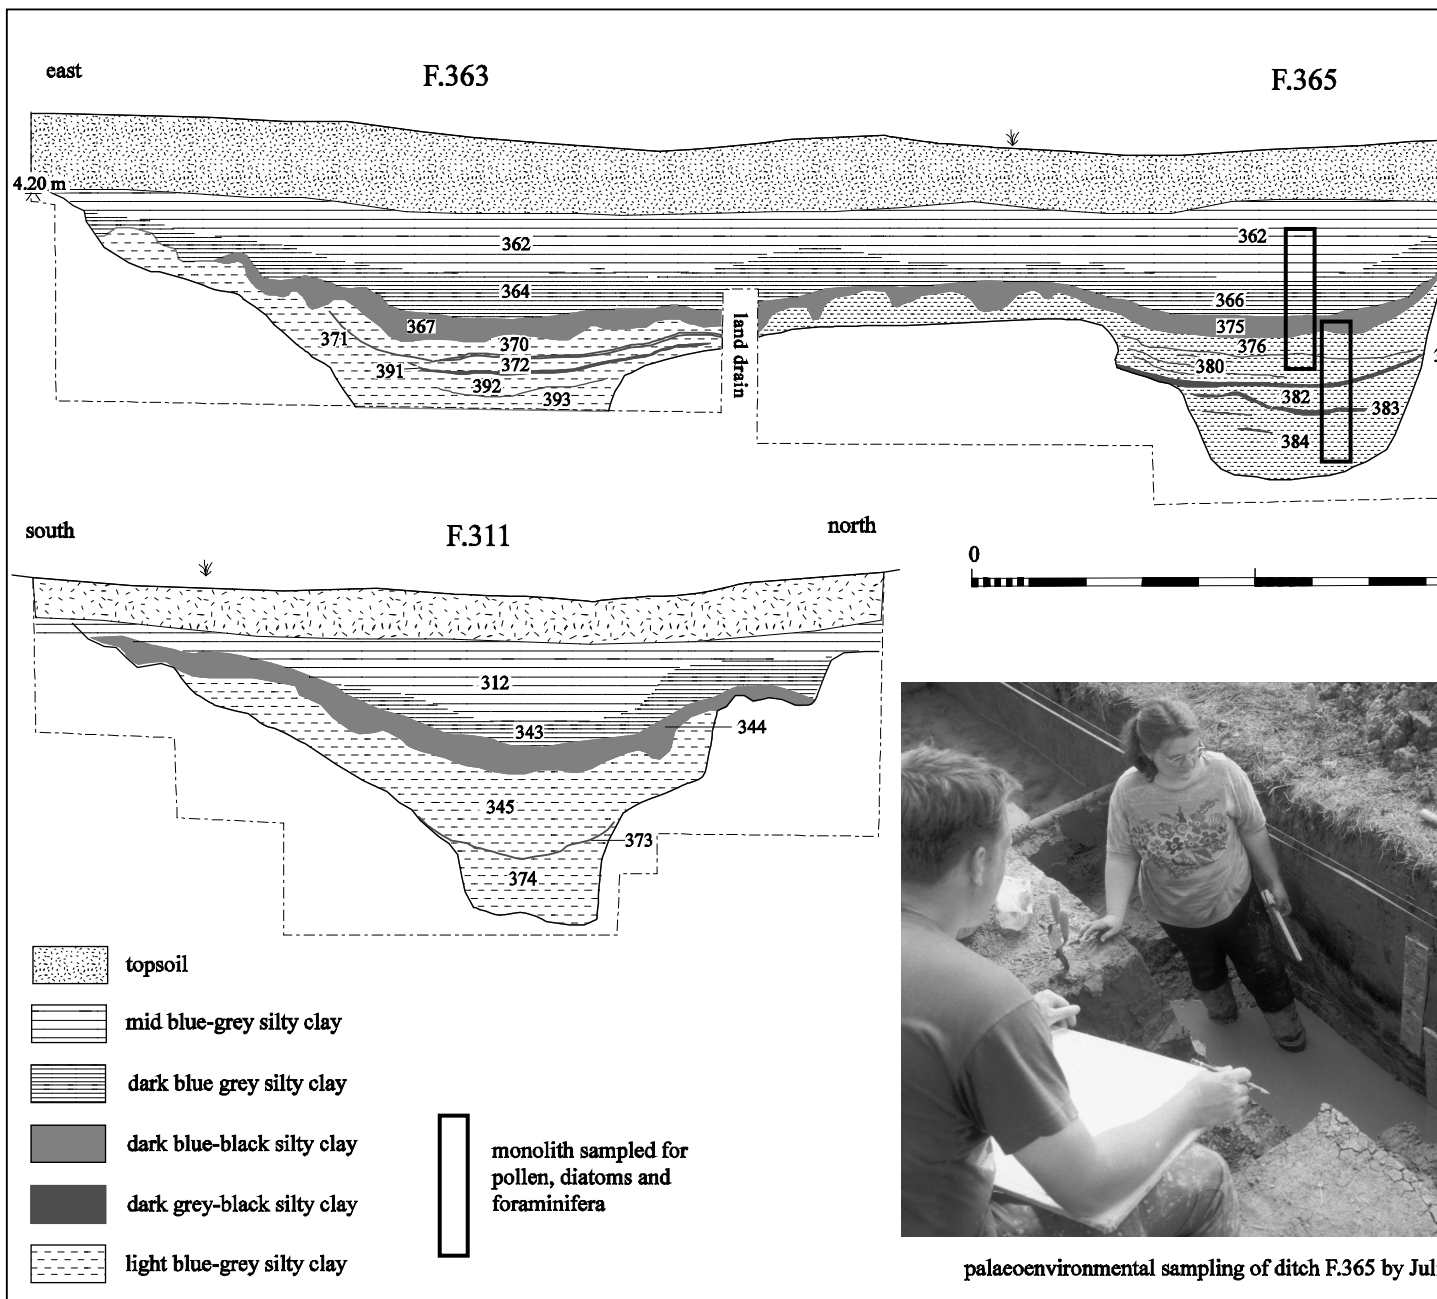 east
F.363
F.365
4.20 m
362
362
364
366
367
375
371
370
376
391
372
380
392
382
393
383
384
land drain
south
F.311
north
0
312
343
344
345
373
374
topsoil
mid blue-grey silty clay
dark blue grey silty clay
dark blue-black silty clay
dark grey-black silty clay
light blue-grey silty clay
monolith sampled for
pollen, diatoms and
foraminifera
palaeoenvironmental sampling of ditch F.365 by